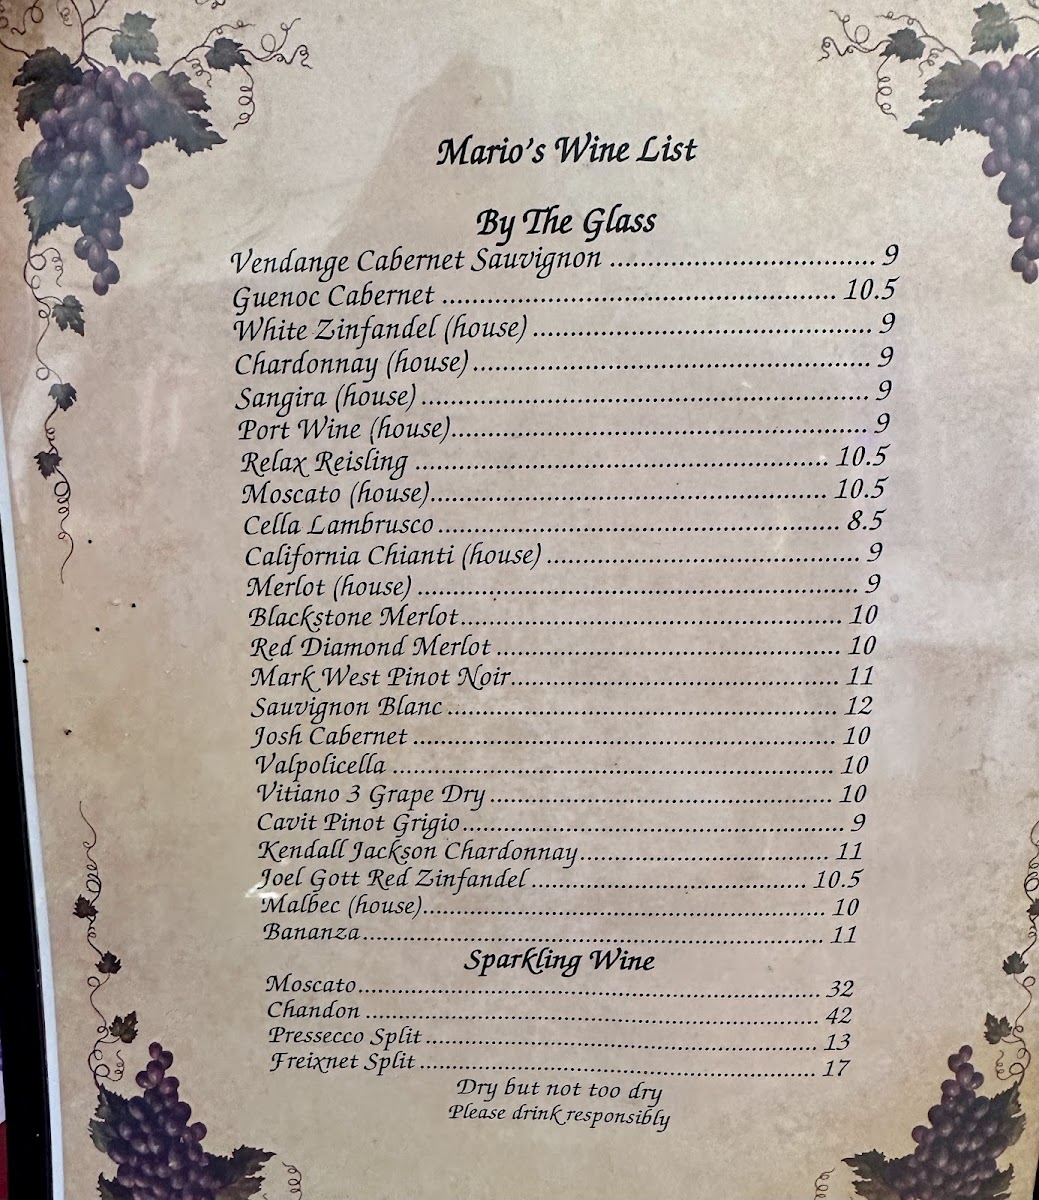 Mario's Wine List
By The Glass
Vendange Cabernet Sauvignon ................................... 9
Guenoc Cabernet .................................................... 10.5
White Zinfandel (house) ............................................. 9
Chardonnay (house) ..................................................... 9
Sangira (house) ............................................................ 9
Port Wine (house)........................................................ 9
Relax Reisling ........................................................ 10.5
Moscato (house)...................................................... 10.5
Cella Lambrusco ...................................................... 8.5
California Chianti (house) ........................................... 9
Merlot (house) ............................................................. 9
Blackstone Merlot....................................................... 10
Red Diamond Merlot .................................................. 10
Mark West Pinot Noir................................................ 11
Sauvignon Blanc ........................................................ 12
Josh Cabernet ............................................................. 10
Valpolicella ................................................................ 10
Vitiano 3 Grape Dry ................................................... 10
Cavit Pinot Grigio......................................................... 9
Kendall Jackson Chardonnay..................................... 11
Joel Gott Red Zinfandel .......................................... 10.5
Malbec (house)............................................................ 10
Bananza...................................................................... 11
Sparkling Wine
Moscato...................................................................... 32
Chandon ..................................................................... 42
Pressecco Split............................................................ 13
Freixnet Split ............................................................. 17
Dry but not too dry
Please drink responsibly